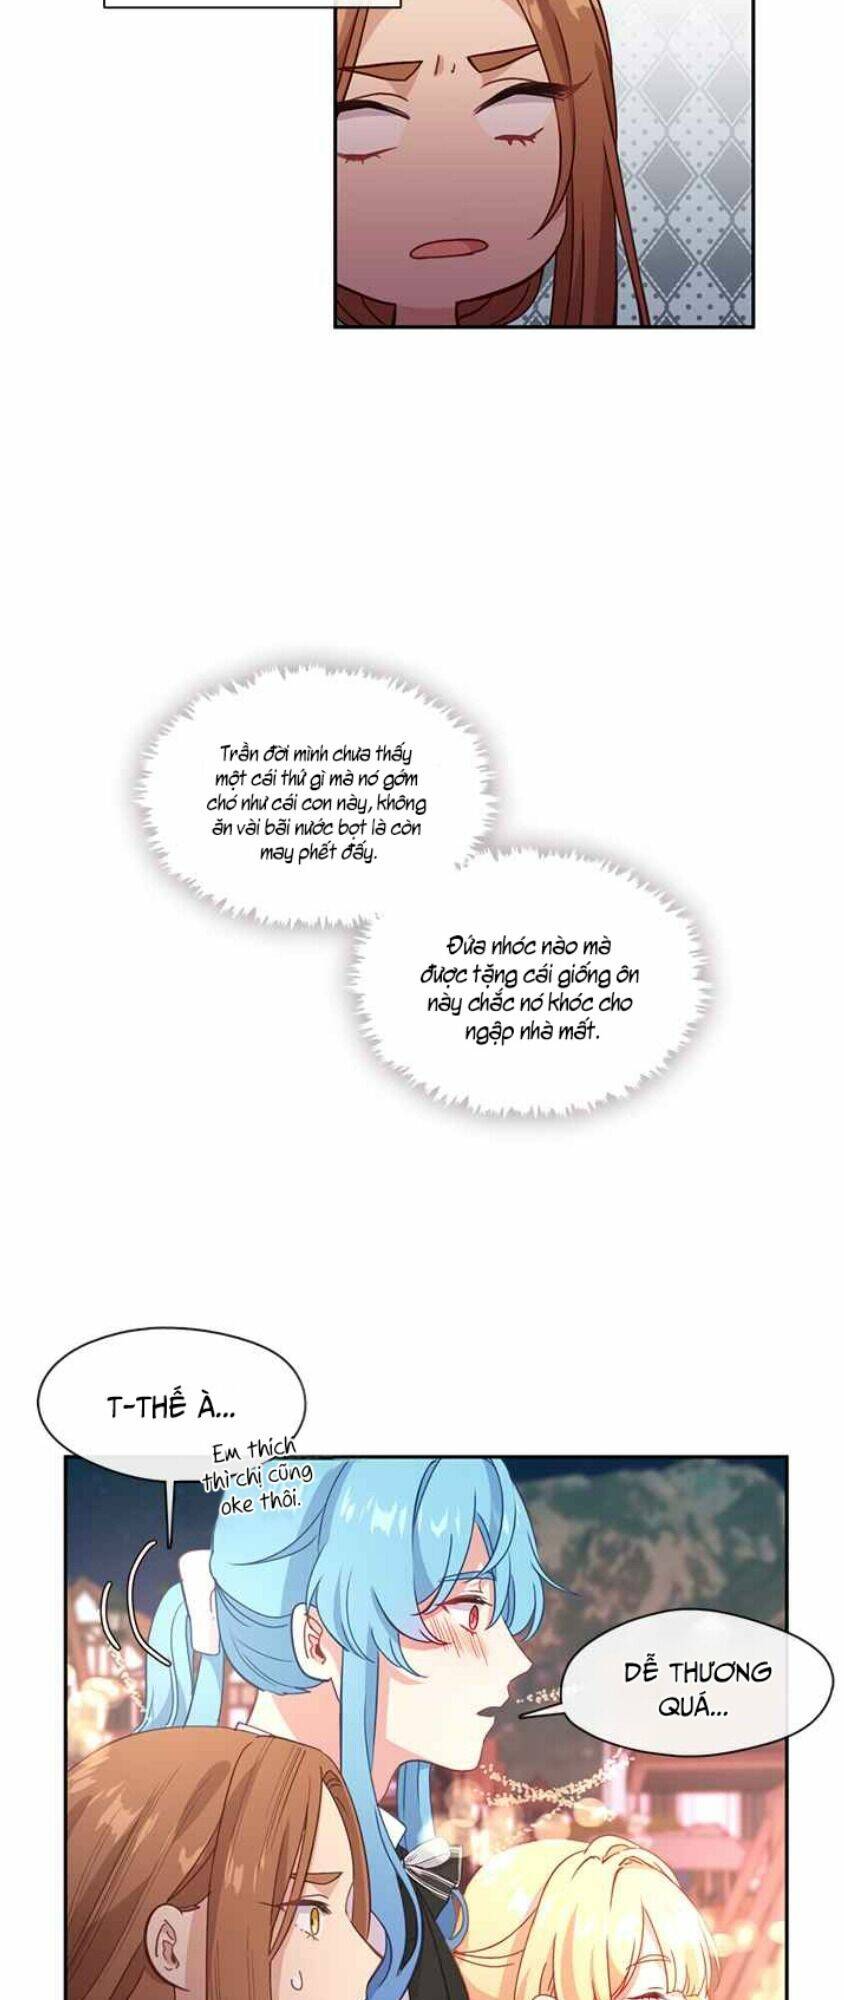 Trần đời mình chưa thấy
một cái thứ gì mà nó gớm
chó như cái con này, không
ăn vài bãi nước bọt là còn
may phết đấy.
Đứa nhóc nào mà
được tặng cái giống ôn
này chắc nó khóc cho
ngập nhà mất.
T-THẾ À...
Em thích
thì chị cũng
oke thôi.
DỄ THƯƠNG
QUÁ...